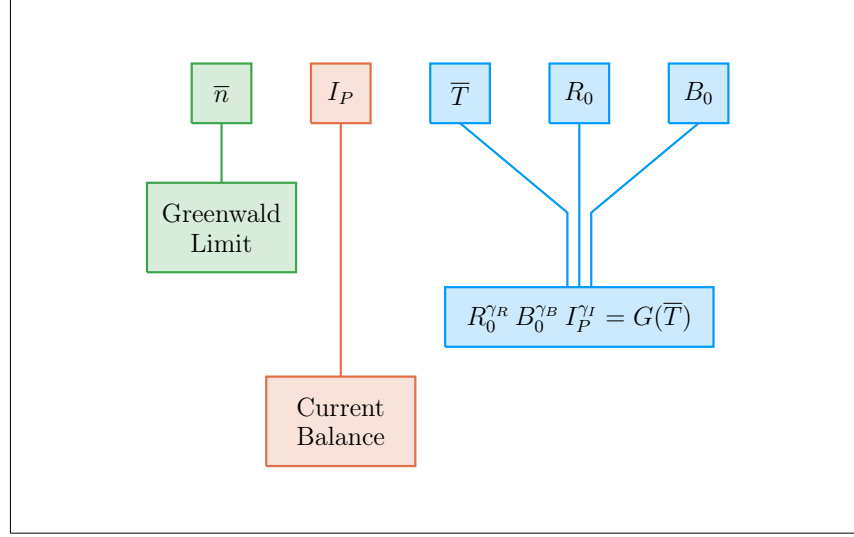 n̅
I_P
T̅
R_0
B_0
Greenwald
Limit
R_0^{γ_R} B_0^{γ_B} I_P^{γ_I} = G(T̅)
Current
Balance